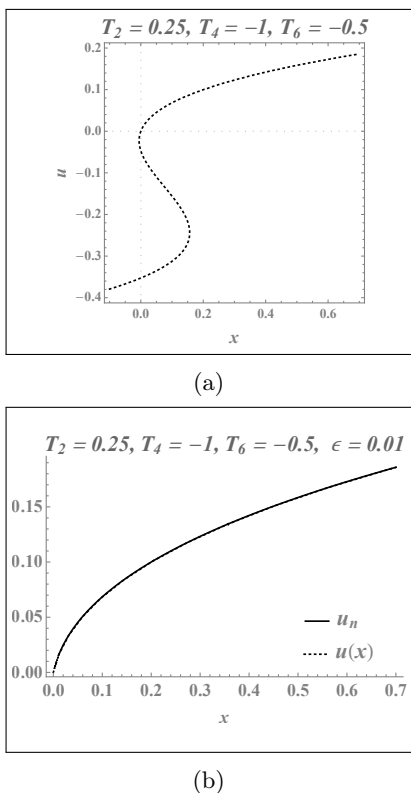 T₂ = 0.25, T₄ = −1, T₆ = −0.5
0.2
0.1
0.0
−0.1
−0.2
−0.3
−0.4
u
0.0 0.2 0.4 0.6
x
(a)
T₂ = 0.25, T₄ = −1, T₆ = −0.5, ϵ = 0.01
0.15
0.10
0.05
0.00
uₙ
u(x)
0.0 0.1 0.2 0.3 0.4 0.5 0.6 0.7
x
(b)